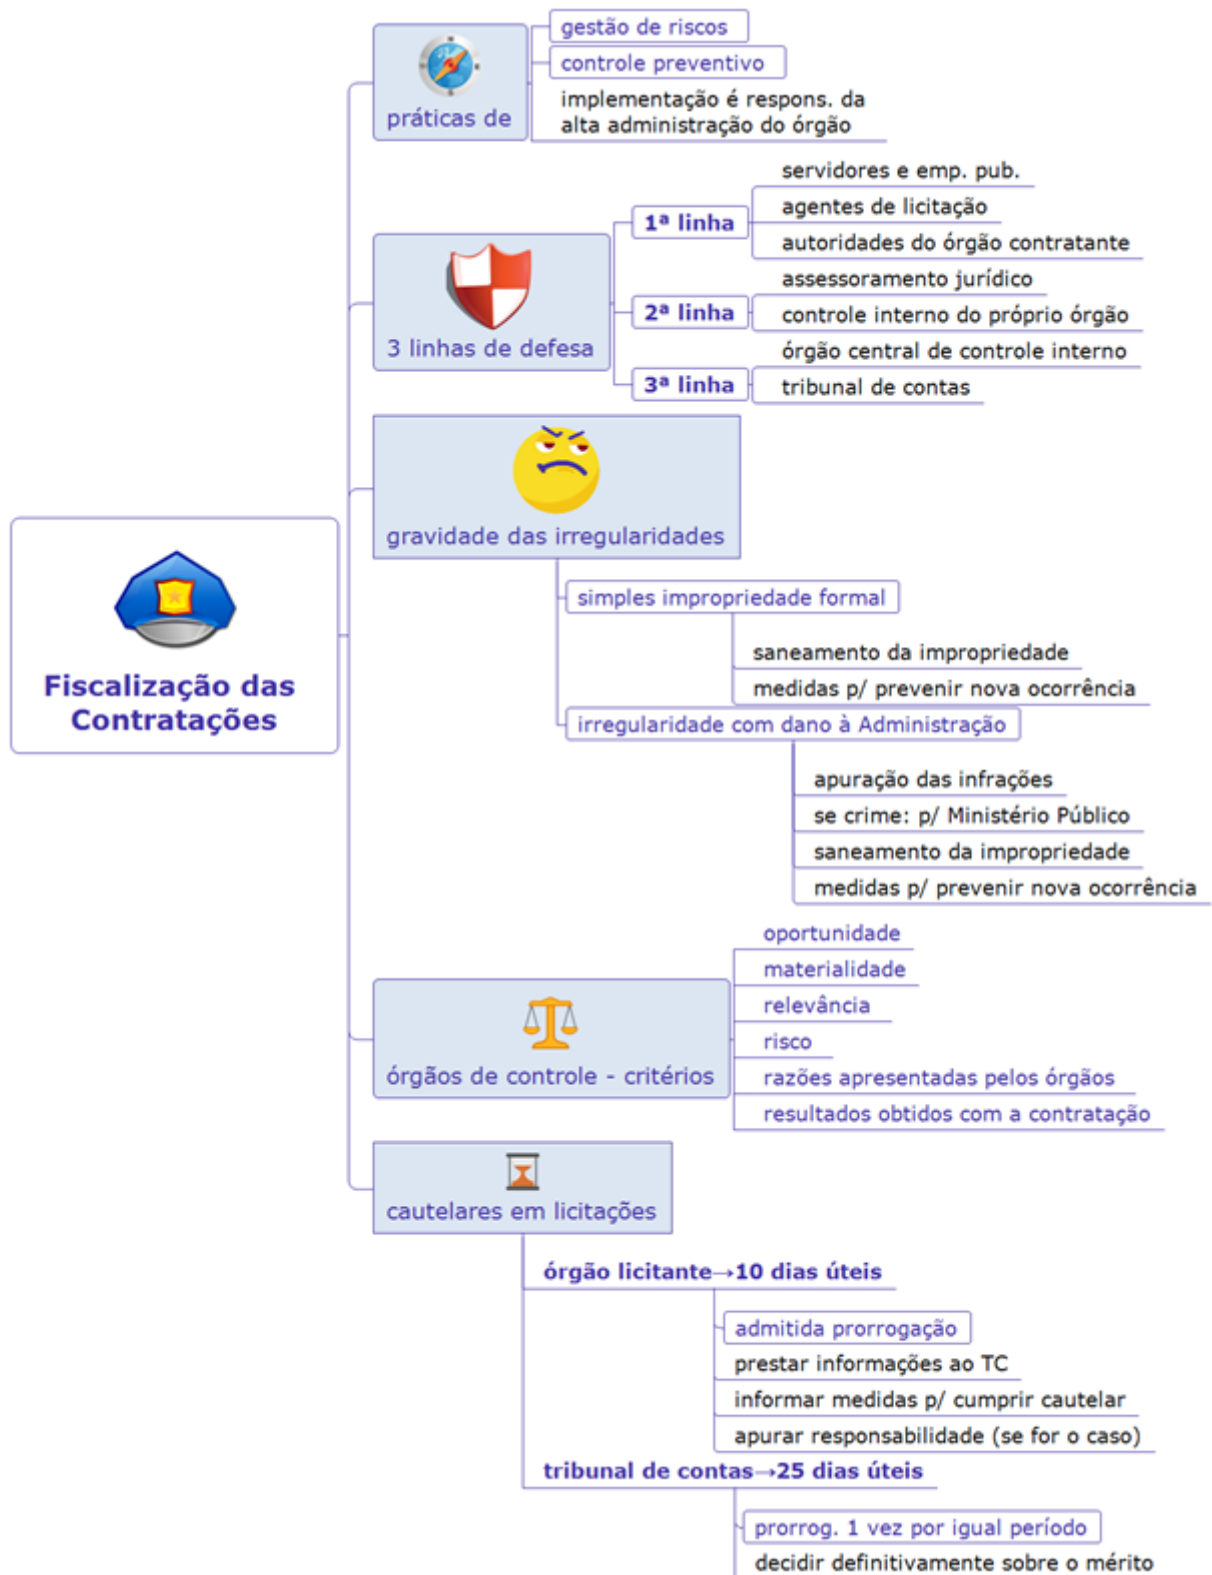 gestão de riscos
controle preventivo
implementação é respons. da
alta administração do órgão
práticas de
servidores e emp. pub.
agentes de licitação
autoridades do órgão contratante
1ª linha
assessoramento jurídico
controle interno do próprio órgão
2ª linha
órgão central de controle interno
tribunal de contas
3ª linha
3 linhas de defesa
gravidade das irregularidades
simples impropriedade formal
saneamento da impropriedade
medidas p/ prevenir nova ocorrência
irregularidade com dano à Administração
apuração das infrações
se crime: p/ Ministério Público
saneamento da impropriedade
medidas p/ prevenir nova ocorrência
Fiscalização das
Contratações
oportunidade
materialidade
relevância
risco
razões apresentadas pelos órgãos
resultados obtidos com a contratação
órgãos de controle - critérios
cautelares em licitações
órgão licitante→10 dias úteis
admitida prorrogação
prestar informações ao TC
informar medidas p/ cumprir cautelar
apurar responsabilidade (se for o caso)
tribunal de contas→25 dias úteis
prorrog. 1 vez por igual período
decidir definitivamente sobre o mérito